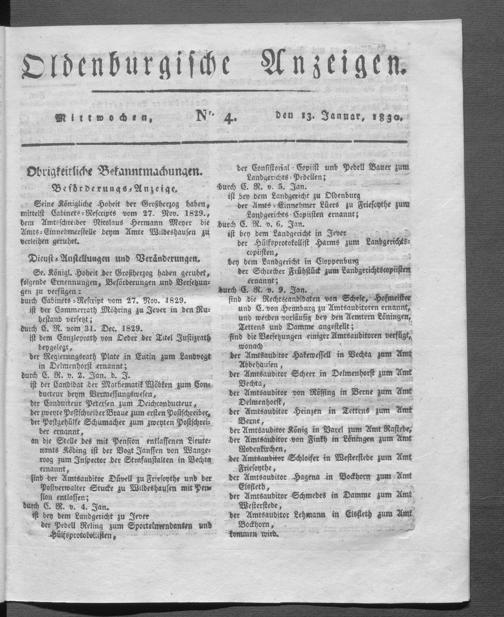 Oldenburgische Anzeigen.
Mittwochen, Nr. 4. den 13. Januar, 1830.
Obrigkeitliche Bekanntmachungen.
Beförderungs-Anzeige.
Seine Königliche Hoheit der Großherzog haben,
mittelst Cabinets-Rescripts vom 27. Nov. 1829.,
dem Amtsschreiber Nicolaus Hermann Meyer die
Amts-Einnehmerstelle beym Amte Wildeshausen zu
verleihen geruhet.
Dienst-Anstellungen und Veränderungen.
Se. Königl. Hoheit der Großherzog haben geruhet,
folgende Ernennungen, Beförderungen und Versetzun-
gen zu verfügen:
durch Cabinets-Rescript vom 27. Nov. 1829.
ist der Cammerrath Möhring zu Jever in den Ru-
hestand versetzt;
durch C. R. vom 31. Dec. 1829.
ist dem Canzleyrath von Oeder der Titel Justizrath
beygelegt,
der Regierungsrath Plate in Eutin zum Landvogt
in Delmenhorst ernannt;
durch C. R. v. 2. Jan. d. J.
ist der Candidat der Mathematik Wöbken zum Con-
ducteur beym Vermessungswesen,
der Conducteur Petersen zum Deichconducteur,
der zweyte Postschreiber Braue zum ersten Postschreiber,
der Postgehülfe Schumacher zum zweyten Postschrei-
ber ernannt,
an die Stelle des mit Pension entlassenen Lieute-
nants Köbing ist der Vogt Janssen von Wange-
roog zum Inspector der Strafanstalten in Vechta
ernannt,
sind der Amtsauditor Düvell zu Friesoythe und der
Postverwalter Stucke zu Wildeshausen mit Pen-
sion entlassen;
durch C. R. v. 4. Jan.
ist bey dem Landgericht zu Jever
der Pedell Reling zum Sportelrendanten und
Hülfsprotokollisten,
der Consistorial-Copiist und Pedell Bauer zum
Landgerichts-Pedellen;
durch C. R. v. 5. Jan.
ist bey dem Landgericht zu Oldenburg
der Amts-Einnehmer Lüers zu Friesoythe zum
Landgerichts-Copiisten ernannt;
durch C. R. v. 6. Jan.
ist bey dem Landgericht in Jever
der Hülfsprotokollist Harms zum Landgerichts-
copiisten,
bey dem Landgericht in Cloppenburg
der Schreiber Frühstück zum Landgerichtscopiisten
ernannt;
durch C. R. v. 9. Jan.
sind die Rechtscandidaten von Schele, Hofmeister
und C. von Heimburg zu Amtsauditoren ernannt,
und werden vorläufig bey den Aemtern Löningen,
Tettens und Damme angestellt;
sind die Versetzungen einiger Amtsauditoren verfügt,
wonach
der Amtsauditor Hakewessell in Vechta zum Amt
Abbehausen,
der Amtsauditor Scheer in Delmenhorst zum Amt
Vechta,
der Amtsauditor von Rössing in Berne zum Amt
Delmenhorst,
der Amtsauditor Heinzen in Tettens zum Amt
Berne,
der Amtsauditor König in Varel zum Amt Rastede,
der Amtsauditor von Finkh in Löningen zum Amt
Bockhorn,
der Amtsauditor Schloifer in Westerstede zum Amt
Friesoythe,
der Amtsauditor Hagena in Bockhorn zum Amt
Elsfleth,
der Amtsauditor Schmedes in Damme zum Amt
Westerstede,
der Amtsauditor Lehmann in Elsfleth zum Amt
Bockhorn,
kommen wird.